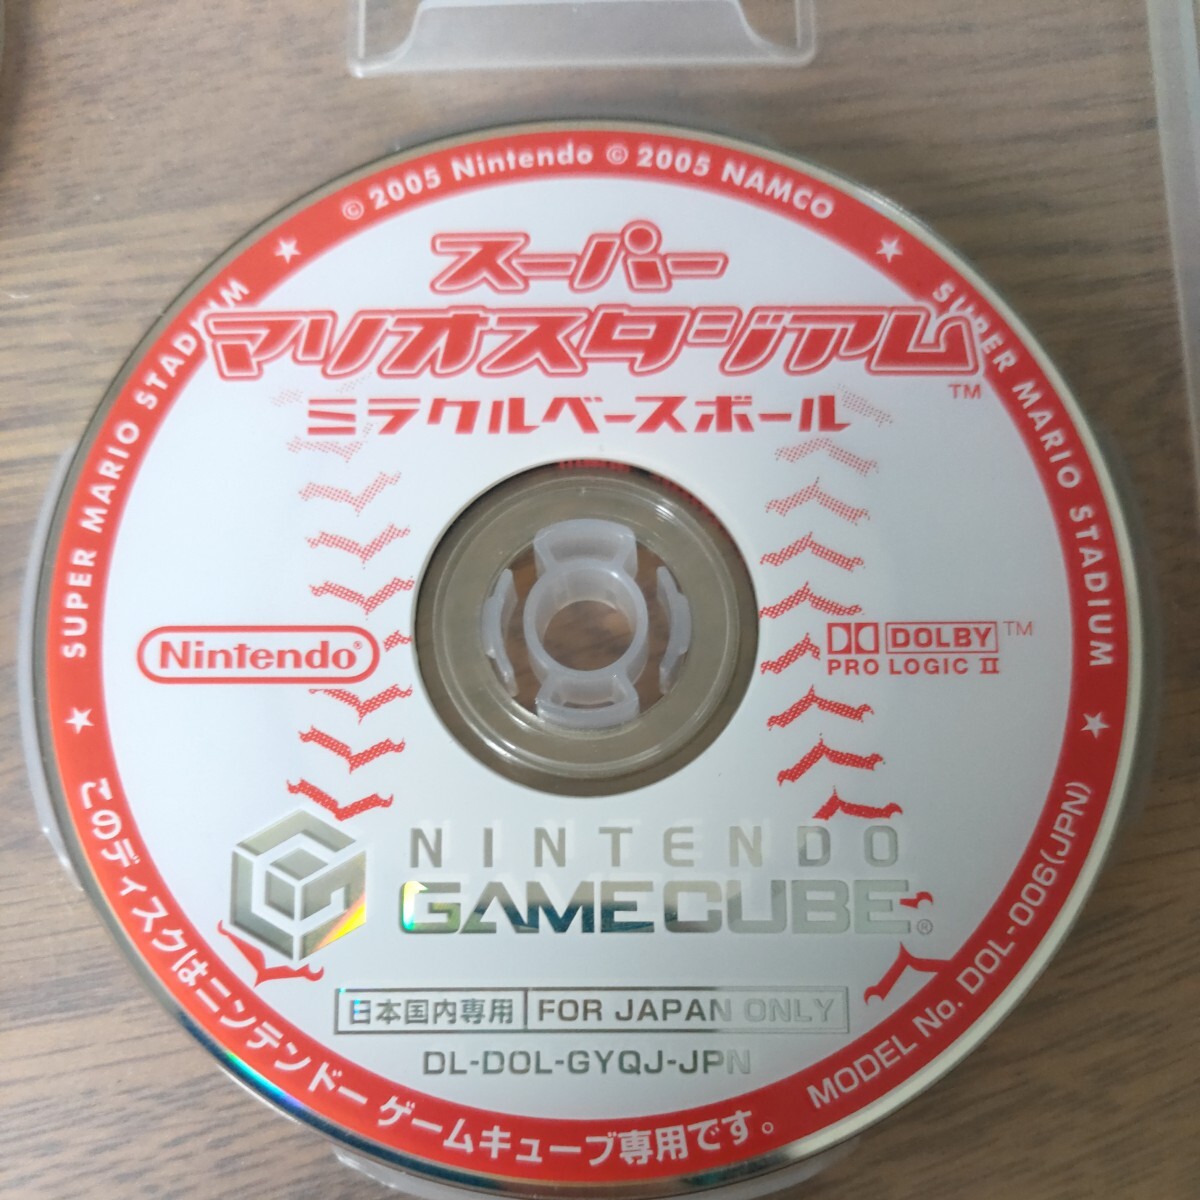 © 2005 Nintendo © 2005 NAMCO
スーパー
マリオスタジアム™
ミラクルベースボール
★ SUPER MARIO STADIUM ★
★ SUPER MARIO STADIUM ★
Nintendo®
DOLBY™
PRO LOGIC II
NINTENDO
GAMECUBE®
日本国内専用 FOR JAPAN ONLY
DL-DOL-GYQJ-JPN
このディスクはニンテンドー ゲームキューブ専用です。
MODEL No. DOL-006(JPN)